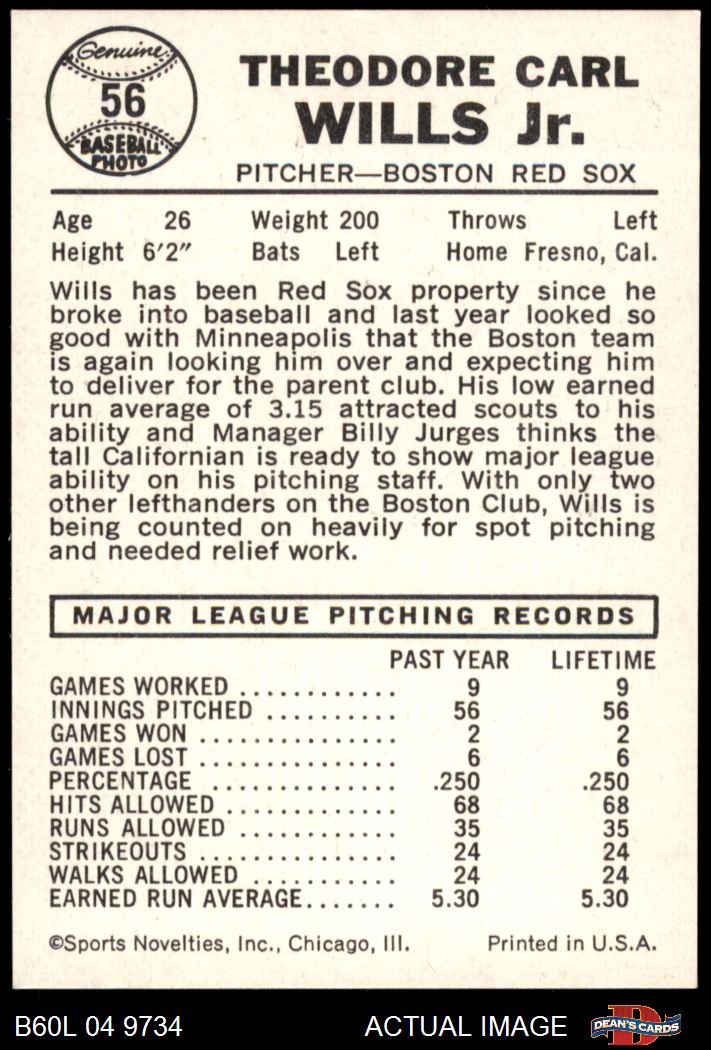 Genuine
56
BASEBALL
PHOTO
THEODORE CARL
WILLS Jr.
PITCHER—BOSTON RED SOX
Age 26 Weight 200 Throws Left
Height 6'2" Bats Left Home Fresno, Cal.
Wills has been Red Sox property since he
broke into baseball and last year looked so
good with Minneapolis that the Boston team
is again looking him over and expecting him
to deliver for the parent club. His low earned
run average of 3.15 attracted scouts to his
ability and Manager Billy Jurges thinks the
tall Californian is ready to show major league
ability on his pitching staff. With only two
other lefthanders on the Boston Club, Wills is
being counted on heavily for spot pitching
and needed relief work.
MAJOR LEAGUE PITCHING RECORDS
PAST YEAR LIFETIME
GAMES WORKED ............ 9 9
INNINGS PITCHED .......... 56 56
GAMES WON ............... 2 2
GAMES LOST ............... 6 6
PERCENTAGE .............. .250 .250
HITS ALLOWED ............. 68 68
RUNS ALLOWED ............ 35 35
STRIKEOUTS ............... 24 24
WALKS ALLOWED ........... 24 24
EARNED RUN AVERAGE....... 5.30 5.30
©Sports Novelties, Inc., Chicago, Ill. Printed in U.S.A.
B60L 04 9734 ACTUAL IMAGE D DEAN'S CARDS